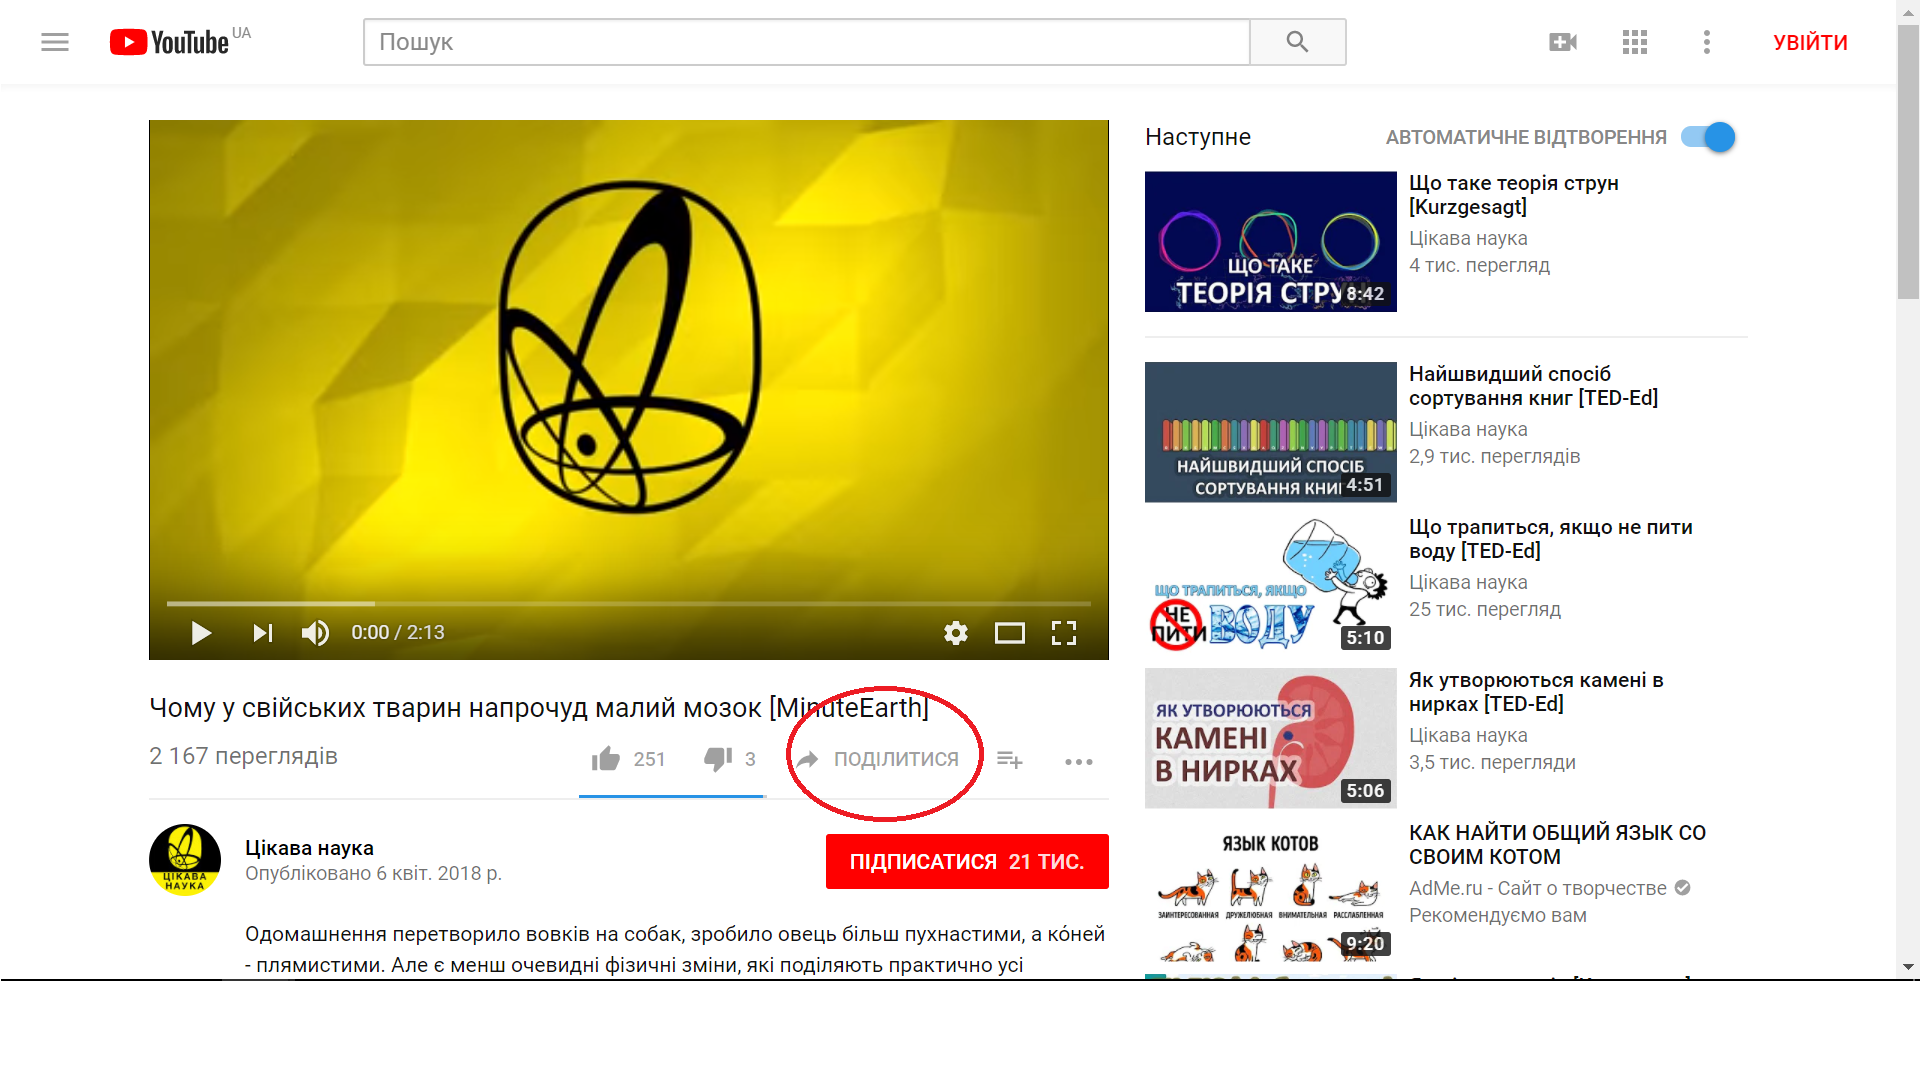 YouTube UA
Пошук
УВІЙТИ
0:00 / 2:13
Чому у свійських тварин напрочуд малий мозок [MinuteEarth]
2 167 переглядів
251
3
ПОДІЛИТИСЯ
ЦІКАВА
НАУКА
Цікава наука
Опубліковано 6 квіт. 2018 р.
ПІДПИСАТИСЯ 21 ТИС.
Одомашнення перетворило вовків на собак, зробило овець більш пухнастими, а ко́ней
- плямистими. Але є менш очевидні фізичні зміни, які поділяють практично усі
Наступне
АВТОМАТИЧНЕ ВІДТВОРЕННЯ
ЩО ТАКЕ
ТЕОРІЯ СТРУН
8:42
Що таке теорія струн
[Kurzgesagt]
Цікава наука
4 тис. перегляд
НАЙШВИДШИЙ СПОСІБ
СОРТУВАННЯ КНИГ
4:51
Найшвидший спосіб
сортування книг [TED-Ed]
Цікава наука
2,9 тис. переглядів
ЩО ТРАПИТЬСЯ, ЯКЩО
НЕ
ПИТИ
ВОДУ
5:10
Що трапиться, якщо не пити
воду [TED-Ed]
Цікава наука
25 тис. перегляд
ЯК УТВОРЮЮТЬСЯ
КАМЕНІ
В НИРКАХ
5:06
Як утворюються камені в
нирках [TED-Ed]
Цікава наука
3,5 тис. перегляди
ЯЗЫК КОТОВ
ЗАИНТЕРЕСОВАННАЯ ДРУЖЕЛЮБНАЯ ВНИМАТЕЛЬНАЯ РАССЛАБЛЕННАЯ
9:20
КАК НАЙТИ ОБЩИЙ ЯЗЫК СО
СВОИМ КОТОМ
AdMe.ru - Сайт о творчестве
Рекомендуємо вам